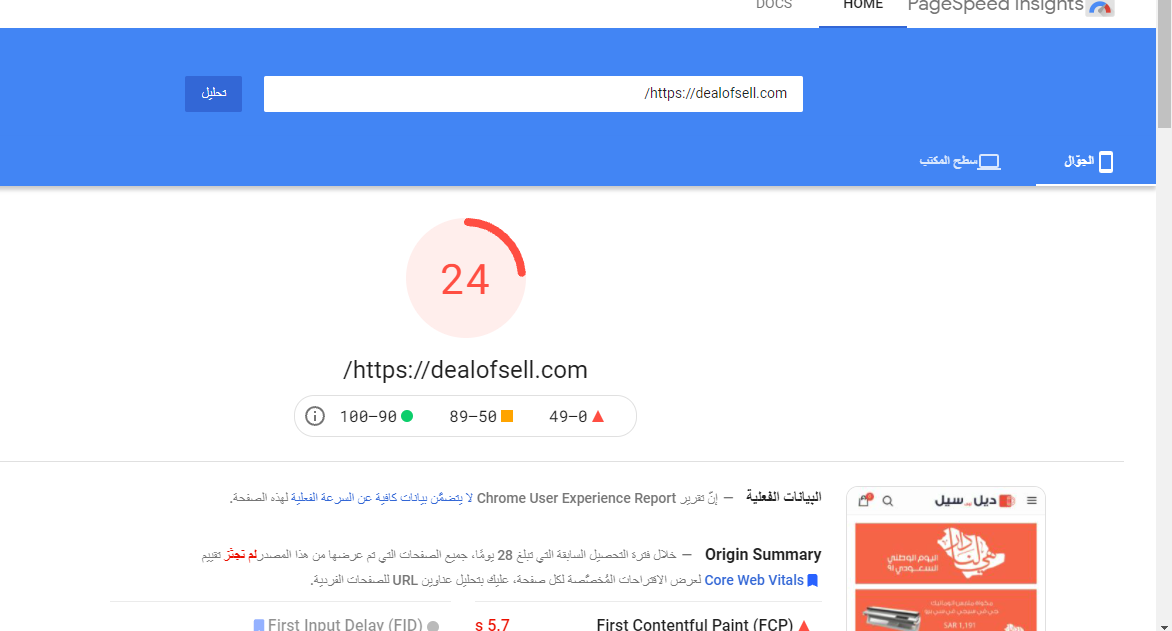 PageSpeed Insights
HOME
DOCS
/https://dealofsell.com
تحليل
الجوّال
سطح المكتب
24
/https://dealofsell.com
100–90
89–50
49–0
البيانات الفعلية — إنّ تقرير Chrome User Experience Report لا يتضمَّن بيانات كافية عن السرعة الفعلية لهذه الصفحة.
Origin Summary — خلال فترة التحصيل السابقة التي تبلغ 28 يومًا، جميع الصفحات التي تم عرضها من هذا المصدر لم تجتَز تقييم
Core Web Vitals لعرض الاقتراحات المُخصَّصة لكل صفحة، عليك بتحليل عناوين URL للصفحات الفردية.
First Contentful Paint (FCP)
5.7 s
First Input Delay (FID)
ديل سيل
اليوم الوطني
السعودي ٩١
SAR 1,191